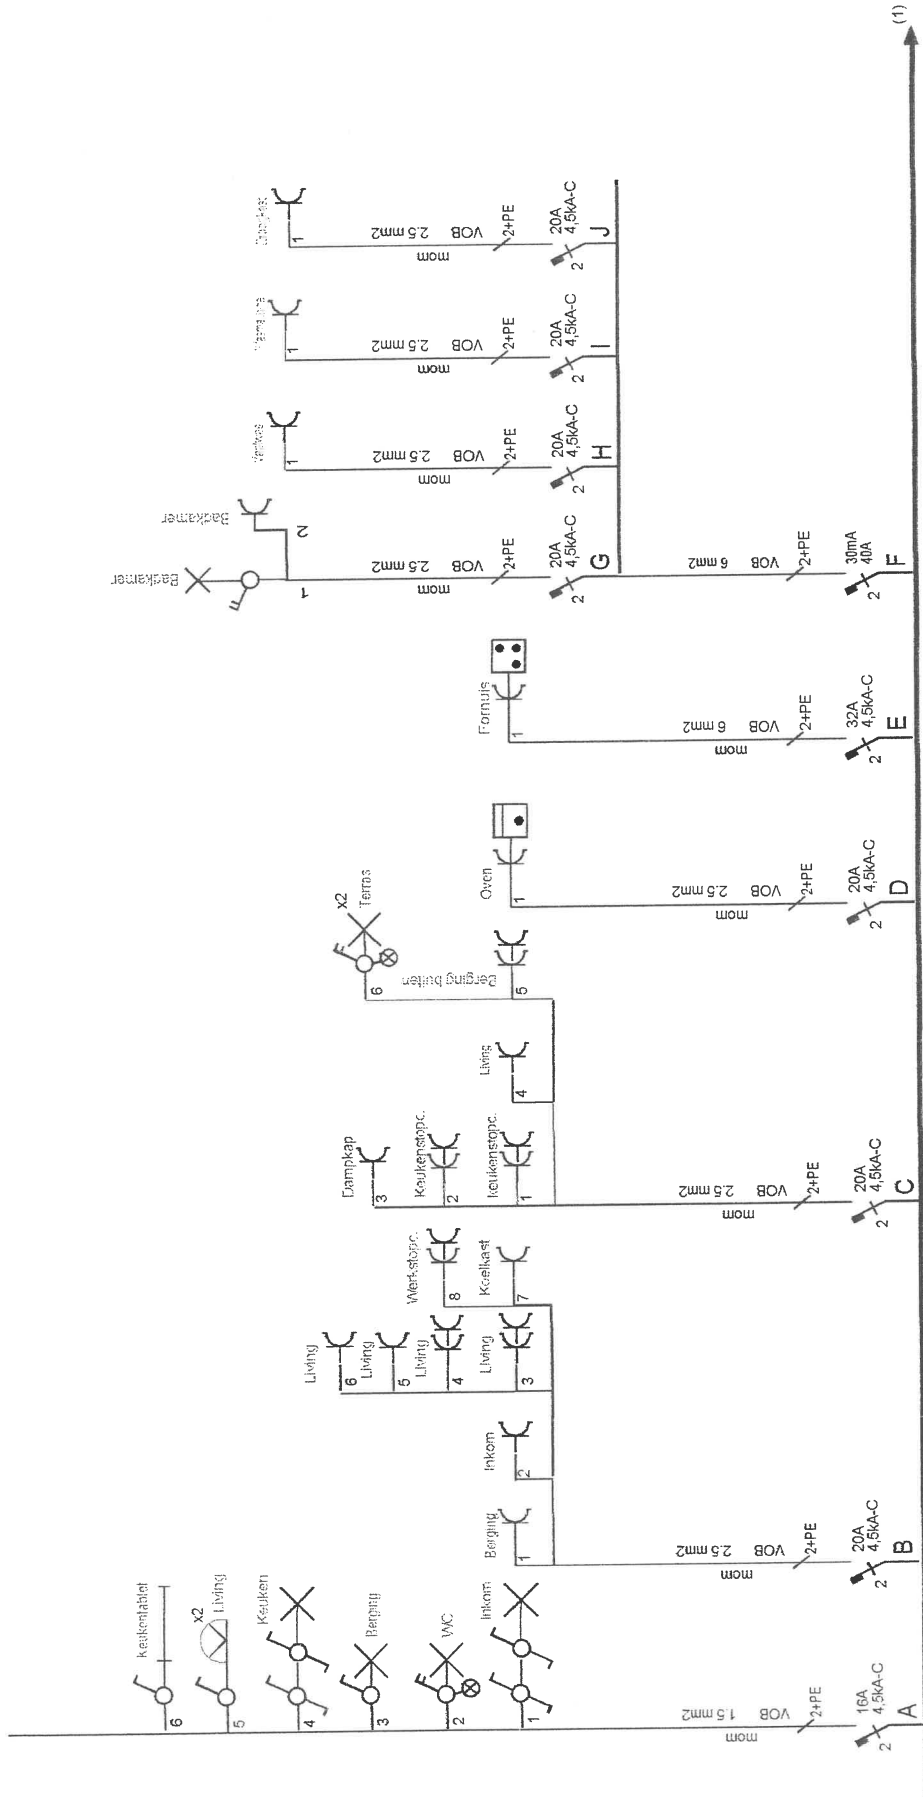 Keukentablet
6
x2
Living
5
Keuken
4
Berging
3
WC
2
Inkom
1
1.5 mm2 VOB
mom
2+PE
16A
4,5kA-C
2
A
Berging
1
Inkom
2
Living
6
Living
5
Living
4
Living
3
Werkstopc.
8
Koelkast
7
2.5 mm2 VOB
mom
2+PE
20A
4,5kA-C
2
B
Dampkap
3
Keukenstopc.
2
keukenstopc.
1
Living
4
x2
Terras
6
Berging buiten
5
2.5 mm2 VOB
mom
2+PE
20A
4,5kA-C
2
C
Oven
1
2.5 mm2 VOB
mom
2+PE
20A
4,5kA-C
2
D
Fornuis
1
6 mm2 VOB
mom
2+PE
32A
4,5kA-C
2
E
Badkamer
1
Badkamer
2
2.5 mm2 VOB
mom
2+PE
20A
4,5kA-C
2
G
6 mm2 VOB
2+PE
30mA
40A
2
F
1
2.5 mm2 VOB
mom
2+PE
20A
4,5kA-C
2
H
1
2.5 mm2 VOB
mom
2+PE
20A
4,5kA-C
2
I
1
2.5 mm2 VOB
mom
2+PE
20A
4,5kA-C
2
J
(1)